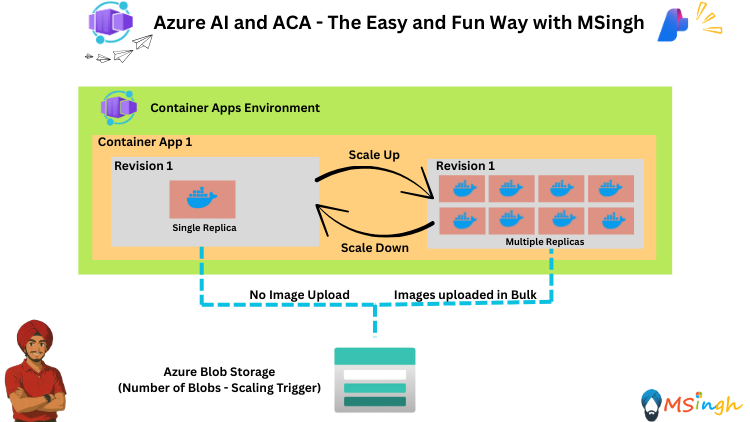 Azure AI and ACA - The Easy and Fun Way with MSingh
Container Apps Environment
Container App 1
Revision 1
Single Replica
Scale Up
Scale Down
Revision 1
Multiple Replicas
No Image Upload
Images uploaded in Bulk
Azure Blob Storage
(Number of Blobs - Scaling Trigger)
MSingh